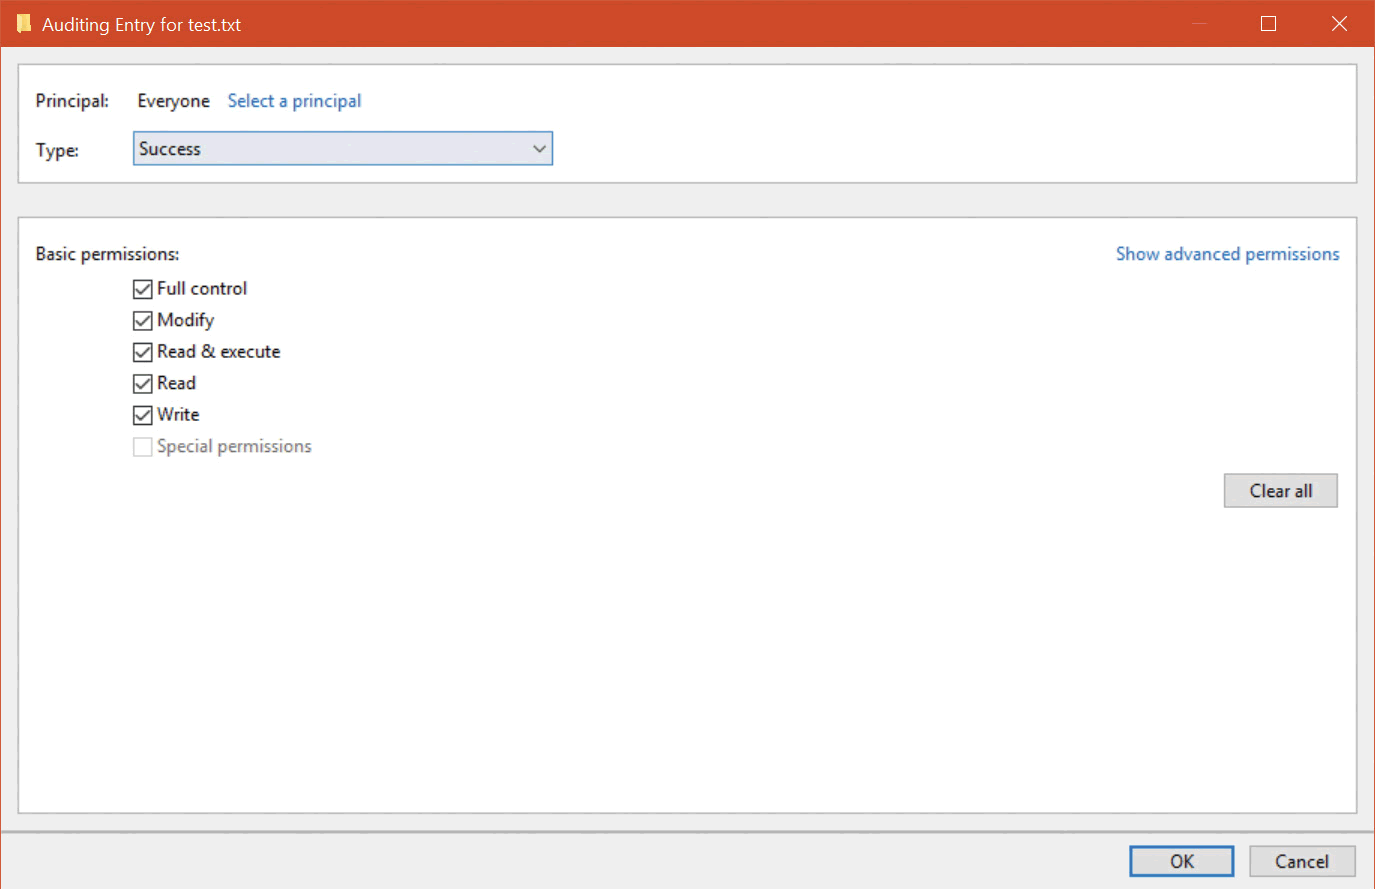 Auditing Entry for test.txt
Principal: Everyone Select a principal
Type: Success
Basic permissions: Show advanced permissions
Full control
Modify
Read & execute
Read
Write
Special permissions
Clear all
OK Cancel